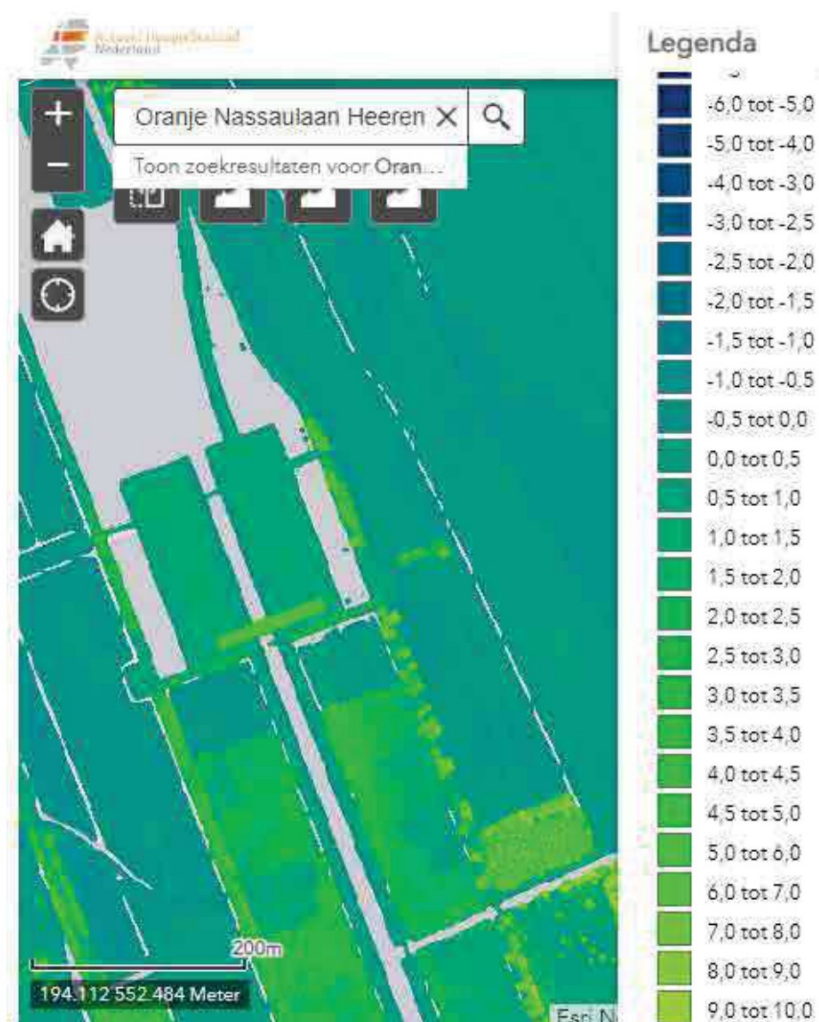 Nederland
Legenda
+
Oranje Nassaulaan Heeren
Toon zoekresultaten voor Oran...
−
-6,0 tot -5,0
-5,0 tot -4,0
-4,0 tot -3,0
-3,0 tot -2,5
-2,5 tot -2,0
-2,0 tot -1,5
-1,5 tot -1,0
-1,0 tot -0,5
-0,5 tot 0,0
0,0 tot 0,5
0,5 tot 1,0
1,0 tot 1,5
1,5 tot 2,0
2,0 tot 2,5
2,5 tot 3,0
3,0 tot 3,5
3,5 tot 4,0
4,0 tot 4,5
4,5 tot 5,0
5,0 tot 6,0
6,0 tot 7,0
7,0 tot 8,0
8,0 tot 9,0
9,0 tot 10,0
200m
194.112 552.484 Meter
Esri N